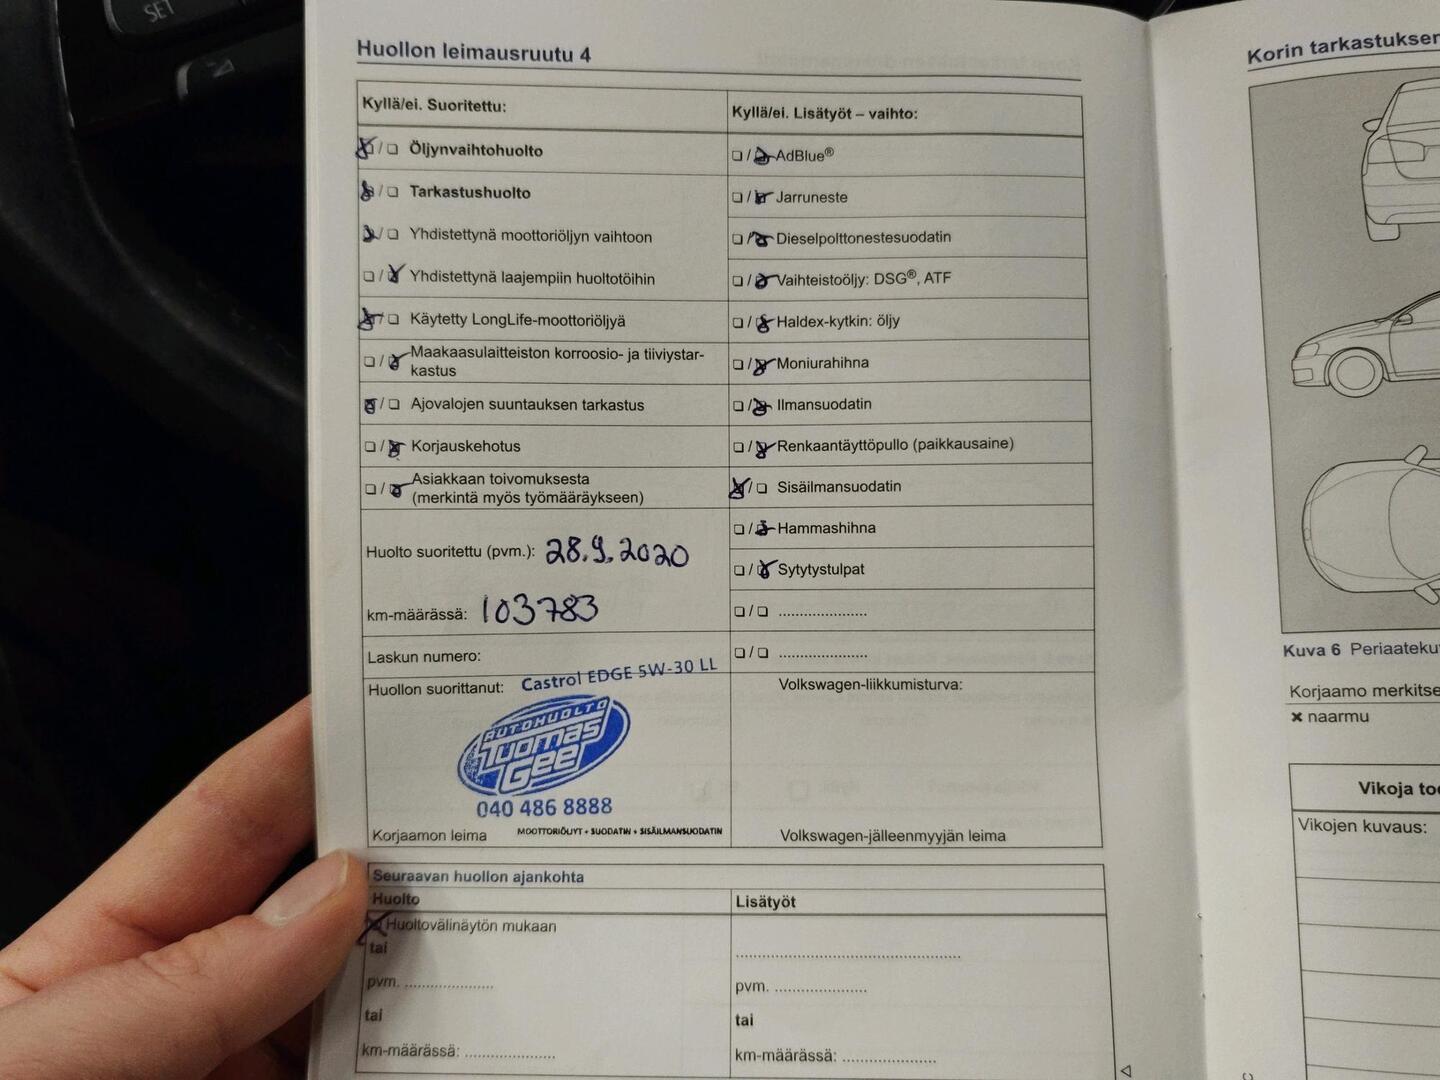 SET
Huollon leimausruutu 4
Kyllä/ei. Suoritettu:
☒/☐ Öljynvaihtohuolto
☒/☐ Tarkastushuolto
☒/☐ Yhdistettynä moottoriöljyn vaihtoon
☐/☒ Yhdistettynä laajempiin huoltotöihin
☒/☐ Käytetty LongLife-moottoriöljyä
☐/☒ Maakaasulaitteiston korroosio- ja tiiviystar-
kastus
☒/☐ Ajovalojen suuntauksen tarkastus
☐/☒ Korjauskehotus
☐/☒ Asiakkaan toivomuksesta
(merkintä myös työmääräykseen)
Huolto suoritettu (pvm.): 28.9.2020
km-määrässä: 103783
Laskun numero:
Huollon suorittanut: Castrol EDGE 5W-30 LL
AUTOHUOLTO
Tuomas
Gee
040 486 8888
Korjaamon leima MOOTTORIÖLJYT + SUODATIN + SISÄILMANSUODATIN
Kyllä/ei. Lisätyöt – vaihto:
☐/☒ AdBlue®
☐/☒ Jarruneste
☐/☒ Dieselpolttonestesuodatin
☐/☒ Vaihteistoöljy: DSG®, ATF
☐/☒ Haldex-kytkin: öljy
☐/☒ Moniurahihna
☐/☒ Ilmansuodatin
☐/☒ Renkaantäyttöpullo (paikkausaine)
☒/☐ Sisäilmansuodatin
☐/☒ Hammashihna
☐/☒ Sytytystulpat
☐/☐ .....................
☐/☐ .....................
Volkswagen-liikkumisturva:
Volkswagen-jälleenmyyjän leima
Seuraavan huollon ajankohta
Huolto
☒ Huoltovälinäytön mukaan
tai
pvm. .....................
tai
km-määrässä: .....................
Lisätyöt
..................................................
pvm. .....................
tai
km-määrässä: .....................
Korin tarkastuksen
Kuva 6 Periaateku
Korjaamo merkitse
✖ naarmu
Vikoja to
Vikojen kuvaus: